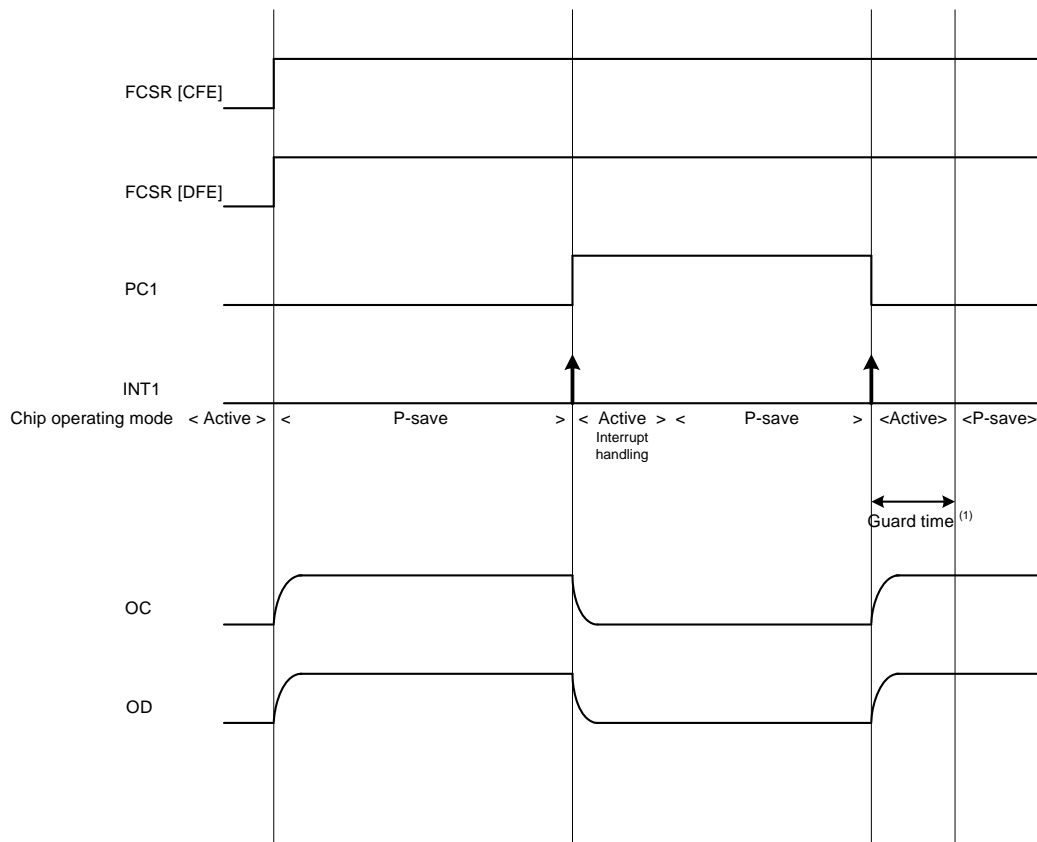 FCSR [CFE]
FCSR [DFE]
PC1
INT1
Chip operating mode < Active > < P-save > < Active > < P-save > <Active> <P-save>
Interrupt
handling
Guard time (1)
OC
OD